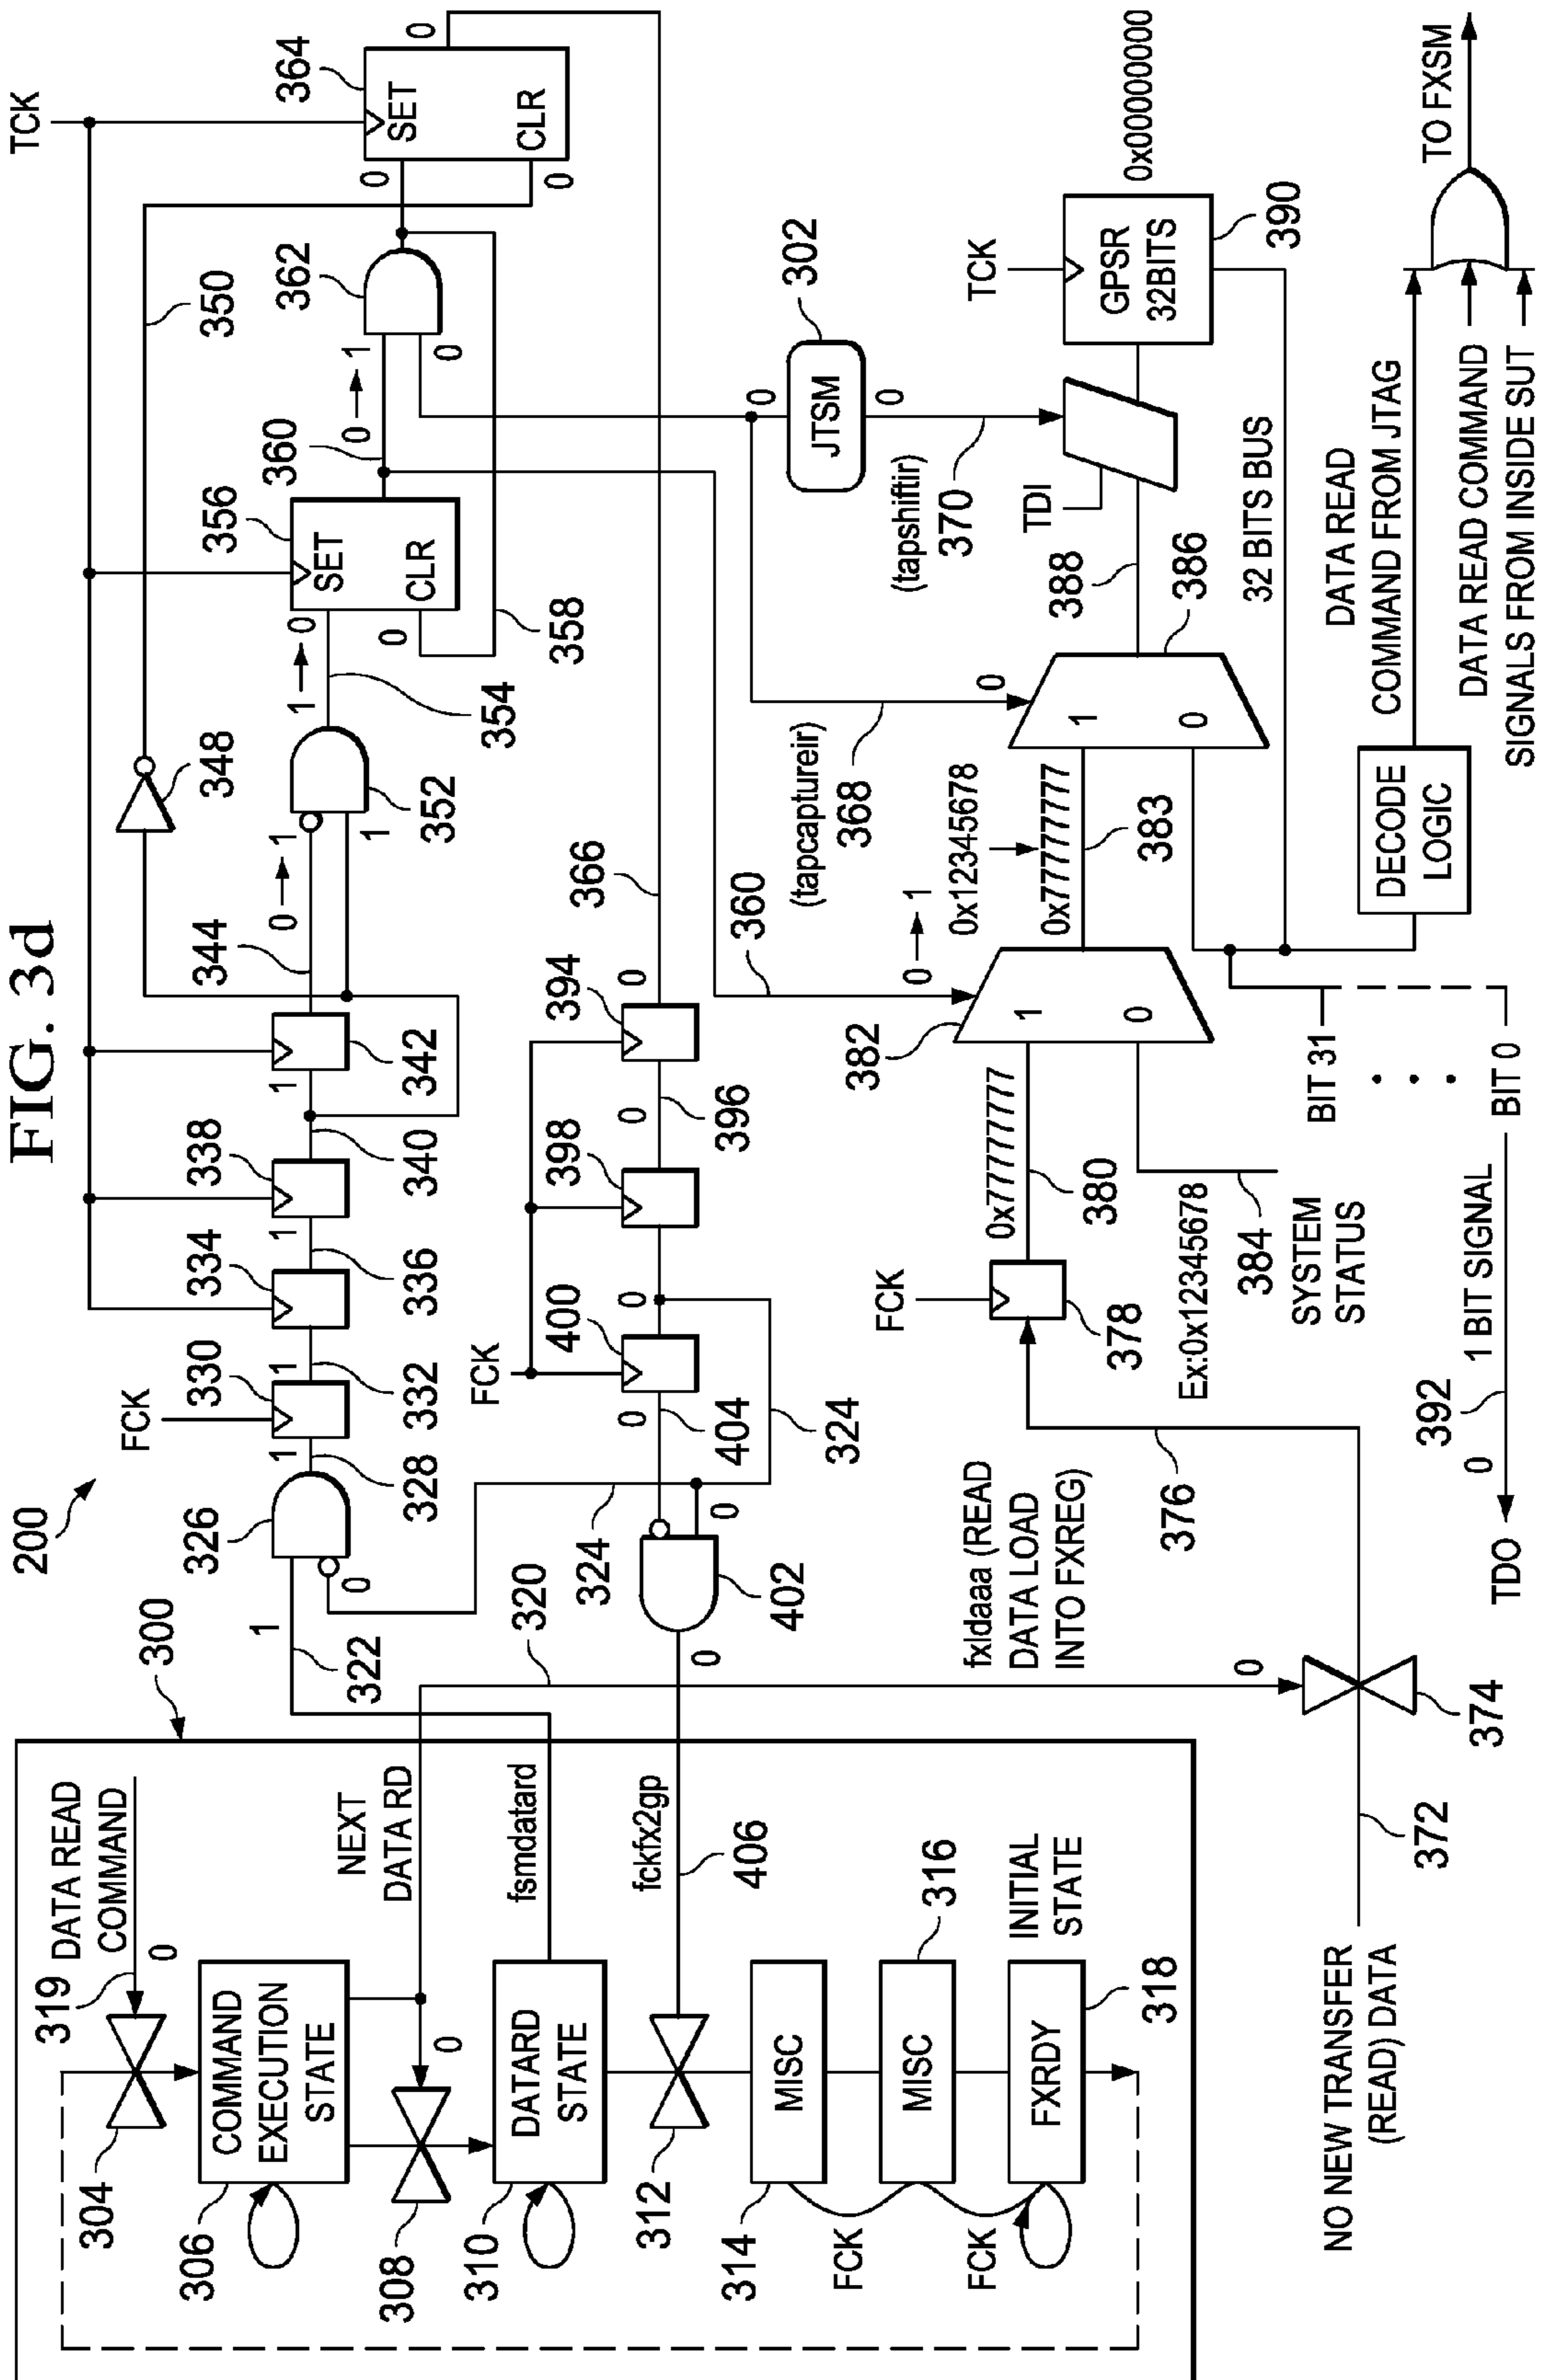 FIG. 3d
200
300
319
DATA READ
COMMAND
0
304
COMMAND
EXECUTION
STATE
306
NEXT
DATA RD
320
0
308
DATARD
STATE
310
fsmdatard
322
1
fckfx2gp
406
312
MISC
314
MISC
316
FCK
FCK
FXRDY
318
INITIAL
STATE
326
0
328
1
FCK
330
332
1
334
336
1
338
340
1
342
344
0 → 1
348
350
352
1
354
1 → 0
356
SET
CLR
0
358
360
0 → 1
362
0
TCK
364
SET
CLR
0
0
0
366
FCK
394
0
396
0
398
400
0
0
404
324
324
402
0
0
NO NEW TRANSFER
(READ) DATA
372
374
0
376
fxldaaa (READ
DATA LOAD
INTO FXREG)
FCK
378
380
0x77777777
382
1
0
360
0 → 1
Ex:0x12345678
384
SYSTEM
STATUS
0x12345678
0x77777777
383
(tapcaptureir)
368
0
386
1
0
388
TDI
(tapshiftir)
370
JTSM
302
0
0
TCK
GPSR
32BITS
390
0x00000000
32 BITS BUS
BIT 31
BIT 0
1 BIT SIGNAL
392
0
TDO
DECODE
LOGIC
DATA READ
COMMAND FROM JTAG
DATA READ COMMAND
SIGNALS FROM INSIDE SUT
TO FXSM